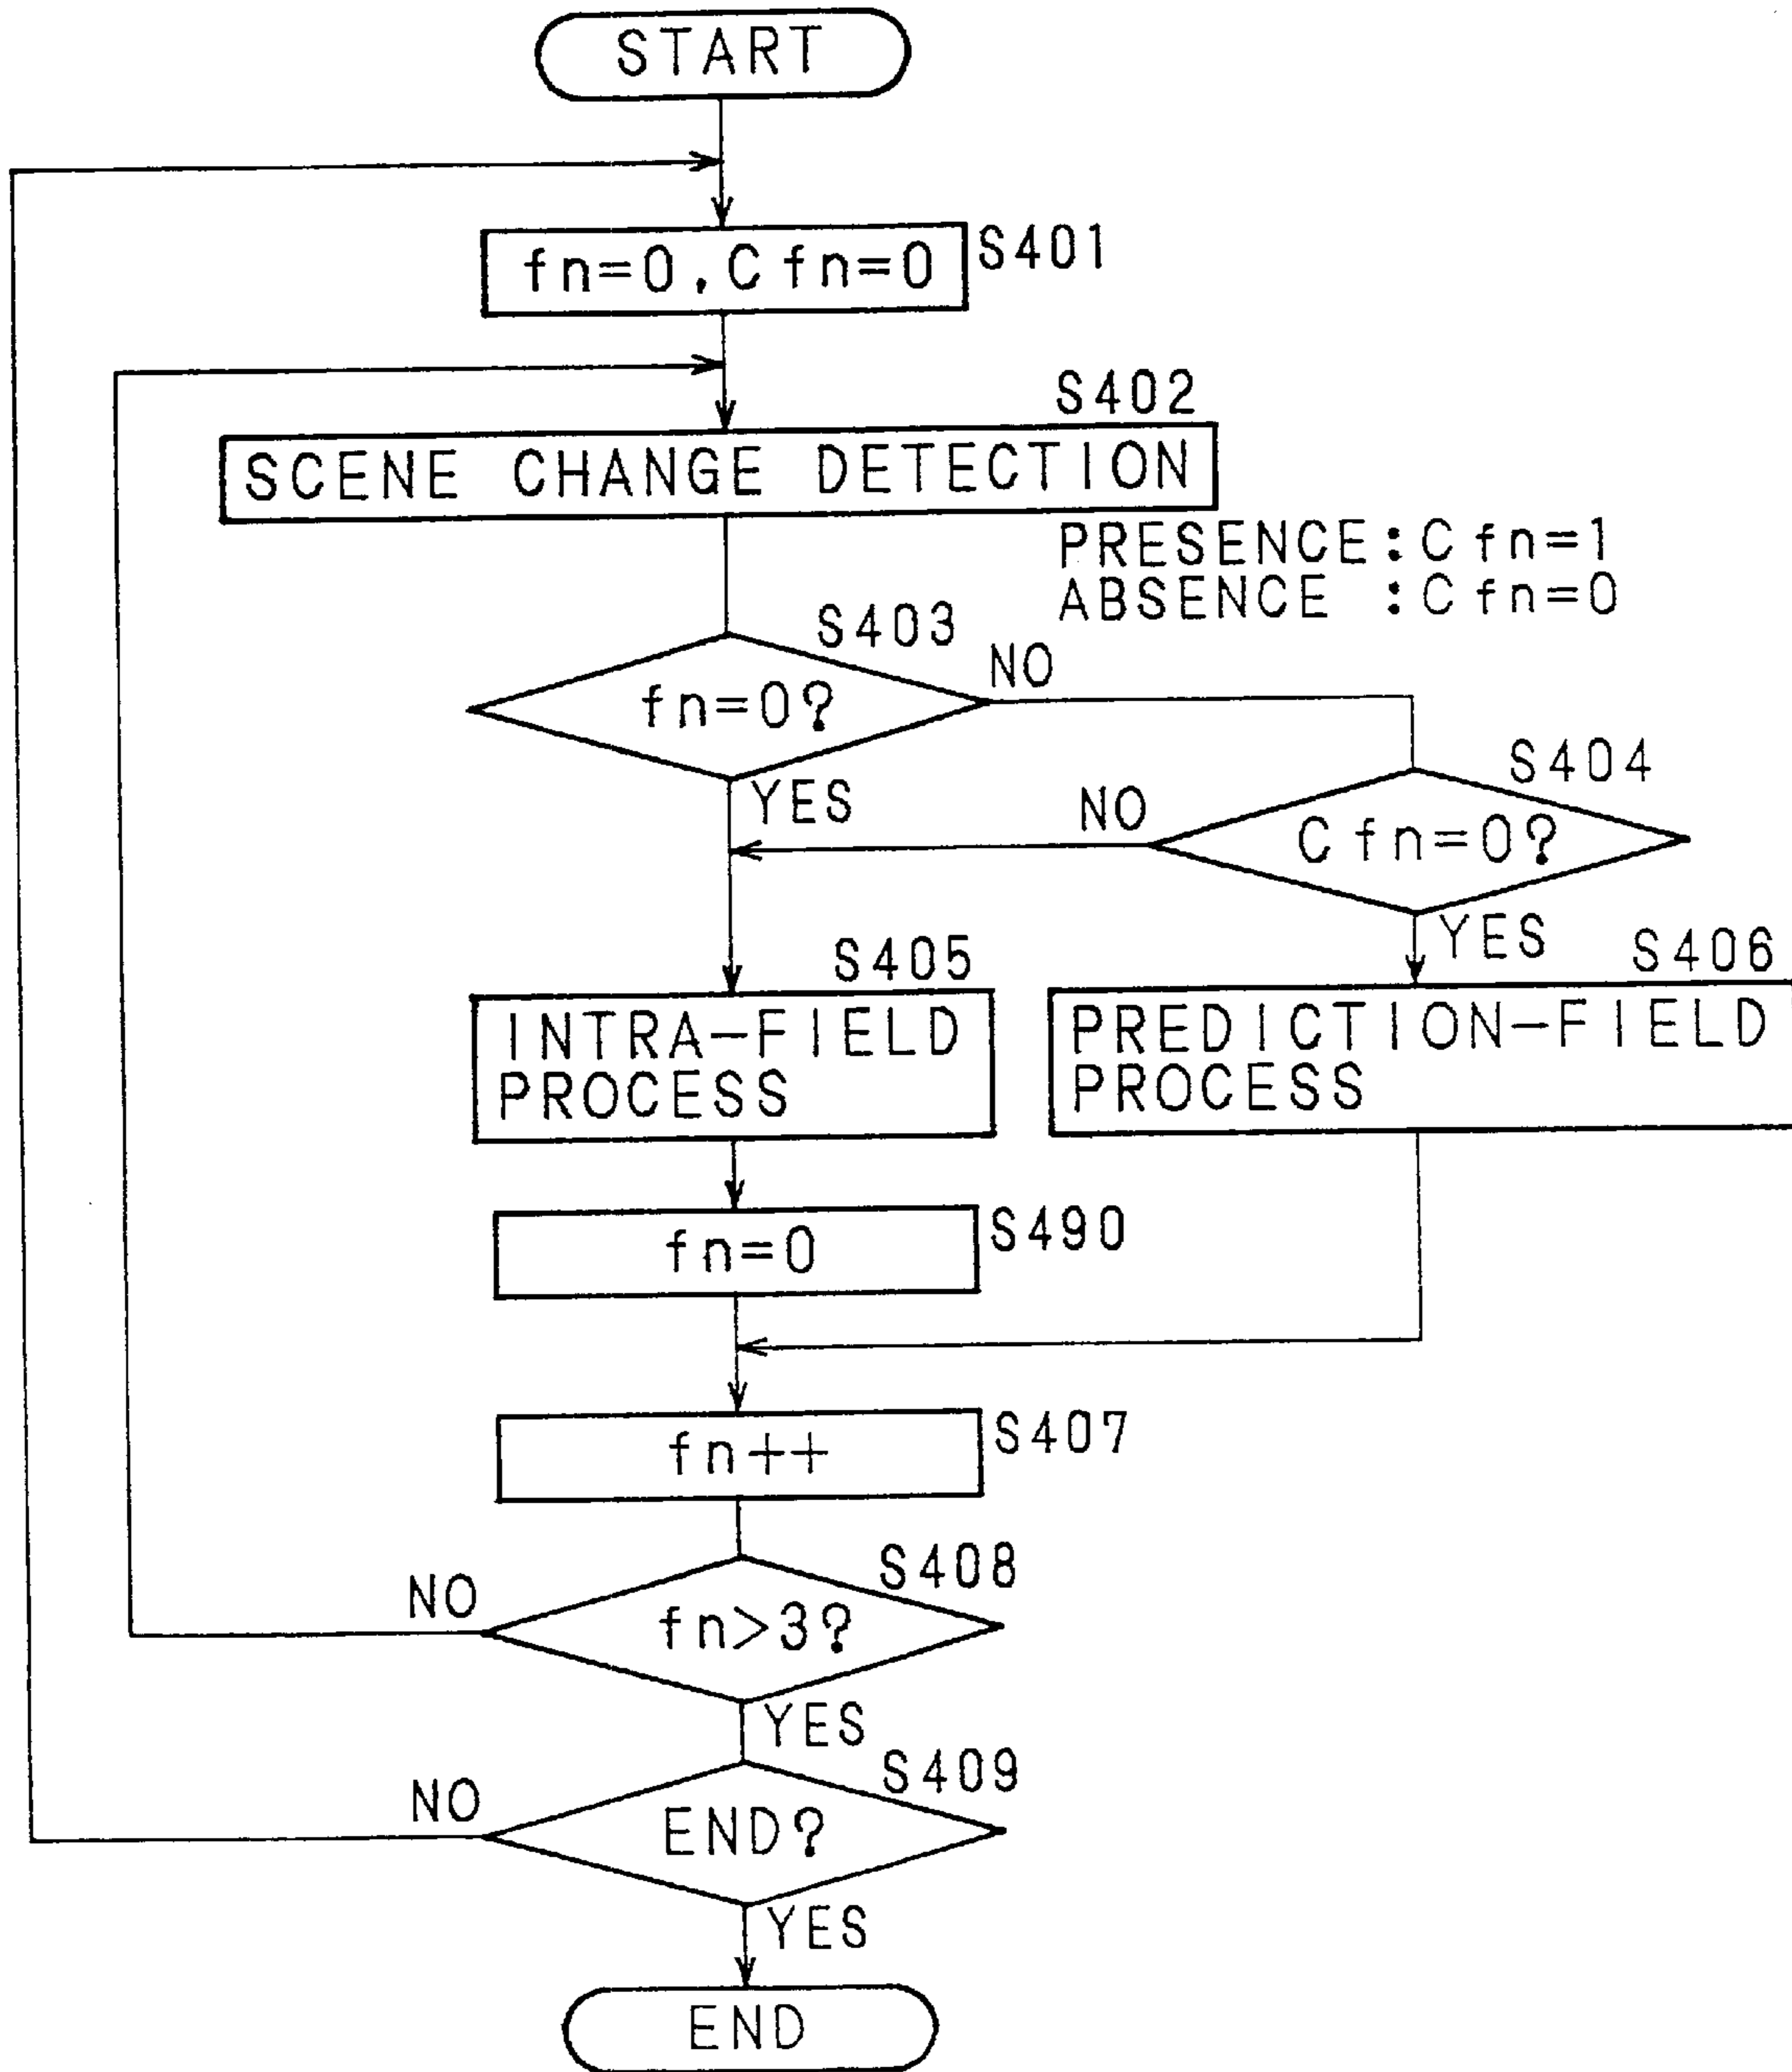 START
fn=0, Cfn=0
S401
S402
SCENE CHANGE DETECTION
PRESENCE:Cfn=1
ABSENCE :Cfn=0
S403
fn=0?
NO
YES
S404
Cfn=0?
NO
YES
S405
INTRA-FIELD
PROCESS
S406
PREDICTION-FIELD
PROCESS
fn=0
S490
fn++
S407
S408
fn>3?
NO
YES
S409
END?
NO
YES
END